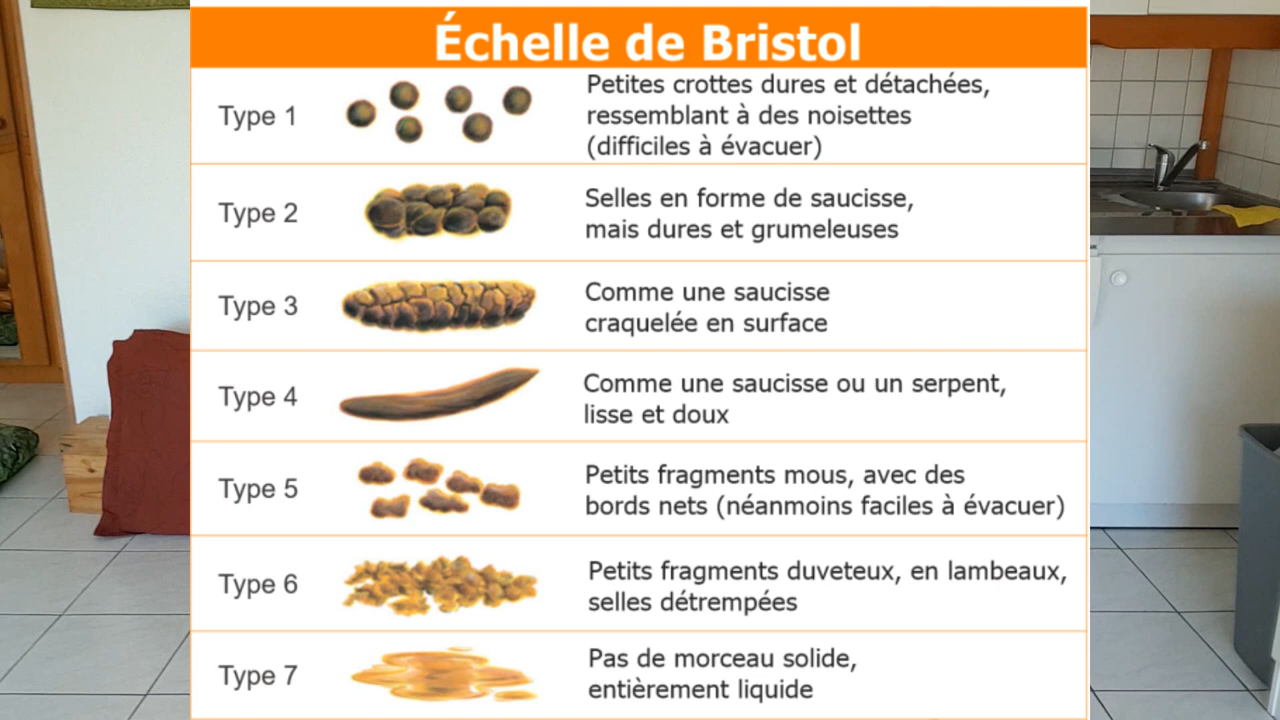 Échelle de Bristol
Type 1
Petites crottes dures et détachées,
ressemblant à des noisettes
(difficiles à évacuer)
Type 2
Selles en forme de saucisse,
mais dures et grumeleuses
Type 3
Comme une saucisse
craquelée en surface
Type 4
Comme une saucisse ou un serpent,
lisse et doux
Type 5
Petits fragments mous, avec des
bords nets (néanmoins faciles à évacuer)
Type 6
Petits fragments duveteux, en lambeaux,
selles détrempées
Type 7
Pas de morceau solide,
entièrement liquide